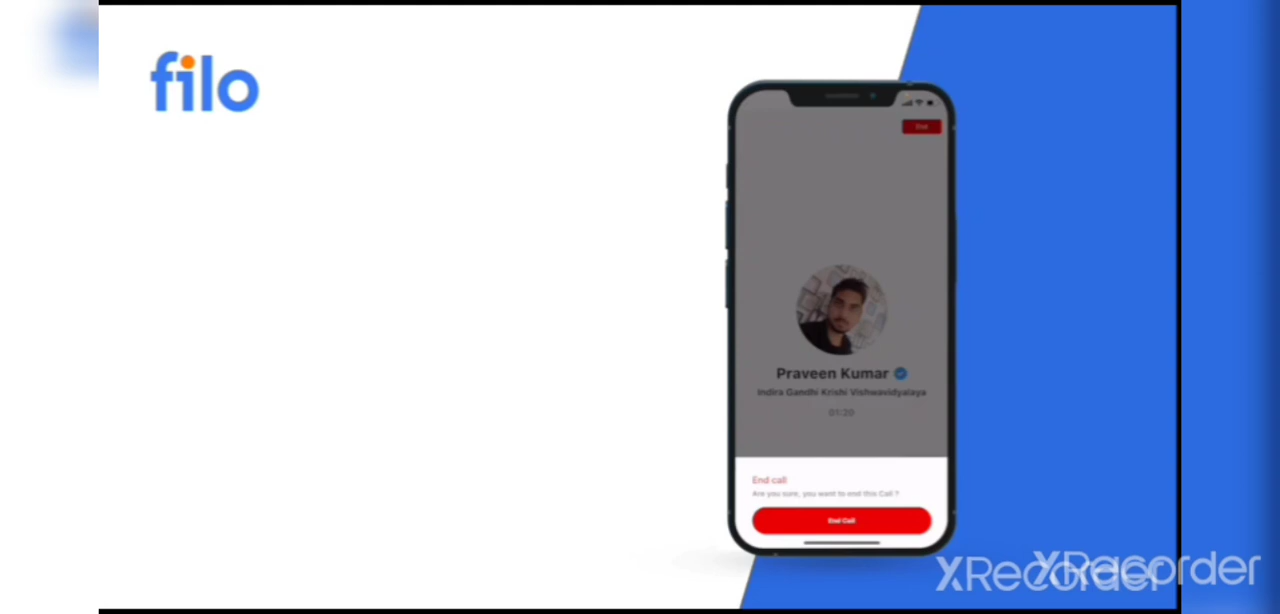 filo
End
Praveen Kumar
Indira Gandhi Krishi Vishwavidyalaya
01:20
End call
Are you sure, you want to end this Call ?
End Call
XRecorder
XRecorder